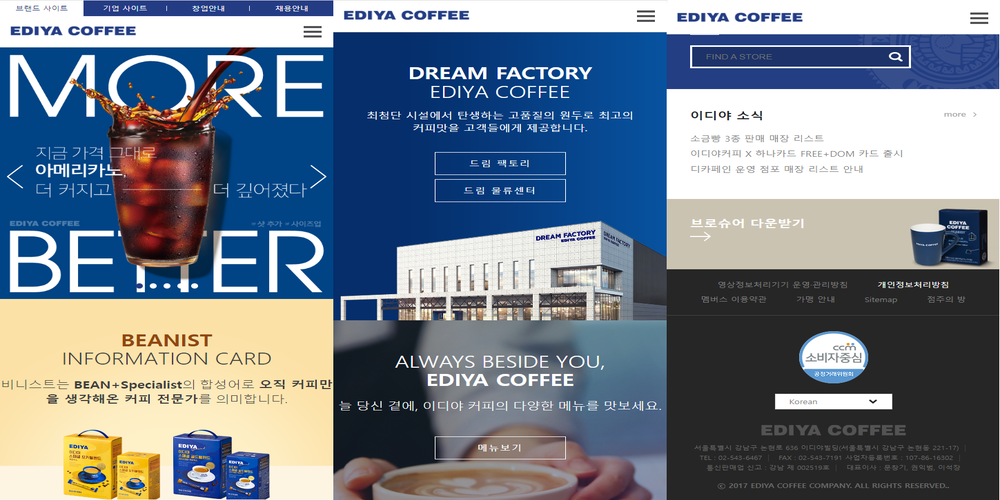 브랜드 사이트
기업 사이트
창업안내
채용안내
EDIYA COFFEE
MORE
지금 가격 그대로
아메리카노,
더 커지고
더 깊어졌다
EDIYA COFFEE
샷 추가
사이즈업
BETTER
BEANIST
INFORMATION CARD
비니스트는 BEAN+Specialist의 합성어로 오직 커피만
을 생각해온 커피 전문가를 의미합니다.
EDIYA
EDIYA
EDIYA COFFEE
DREAM FACTORY
EDIYA COFFEE
최첨단 시설에서 탄생하는 고품질의 원두로 최고의
커피맛을 고객들에게 제공합니다.
드림 팩토리
드림 물류센터
DREAM FACTORY
EDIYA COFFEE
DREAM FACTORY
ALWAYS BESIDE YOU,
EDIYA COFFEE
늘 당신 곁에, 이디야 커피의 다양한 메뉴를 맛보세요.
메뉴보기
EDIYA COFFEE
FIND A STORE
이디야 소식
more >
소금빵 3종 판매 매장 리스트
이디야커피 X 하나카드 FREE+DOM 카드 출시
디카페인 운영 점포 매장 리스트 안내
브로슈어 다운받기
EDIYA
COFFEE
영상정보처리기기 운영·관리방침
개인정보처리방침
멤버스 이용약관
가맹 안내
Sitemap
점주의 방
ccm
소비자중심
공정거래위원회
Korean
EDIYA COFFEE
서울특별시 강남구 논현로 636 이디야빌딩(서울특별시 강남구 논현동 221-17) |
TEL : 02-543-6467 | FAX : 02-543-7191 사업자등록번호 : 107-86-16302 |
통신판매업 신고 : 강남 제 002519호 | 대표이사 : 문창기, 권익범, 이석장
© 2017 EDIYA COFFEE COMPANY. ALL RIGHTS RESERVED..